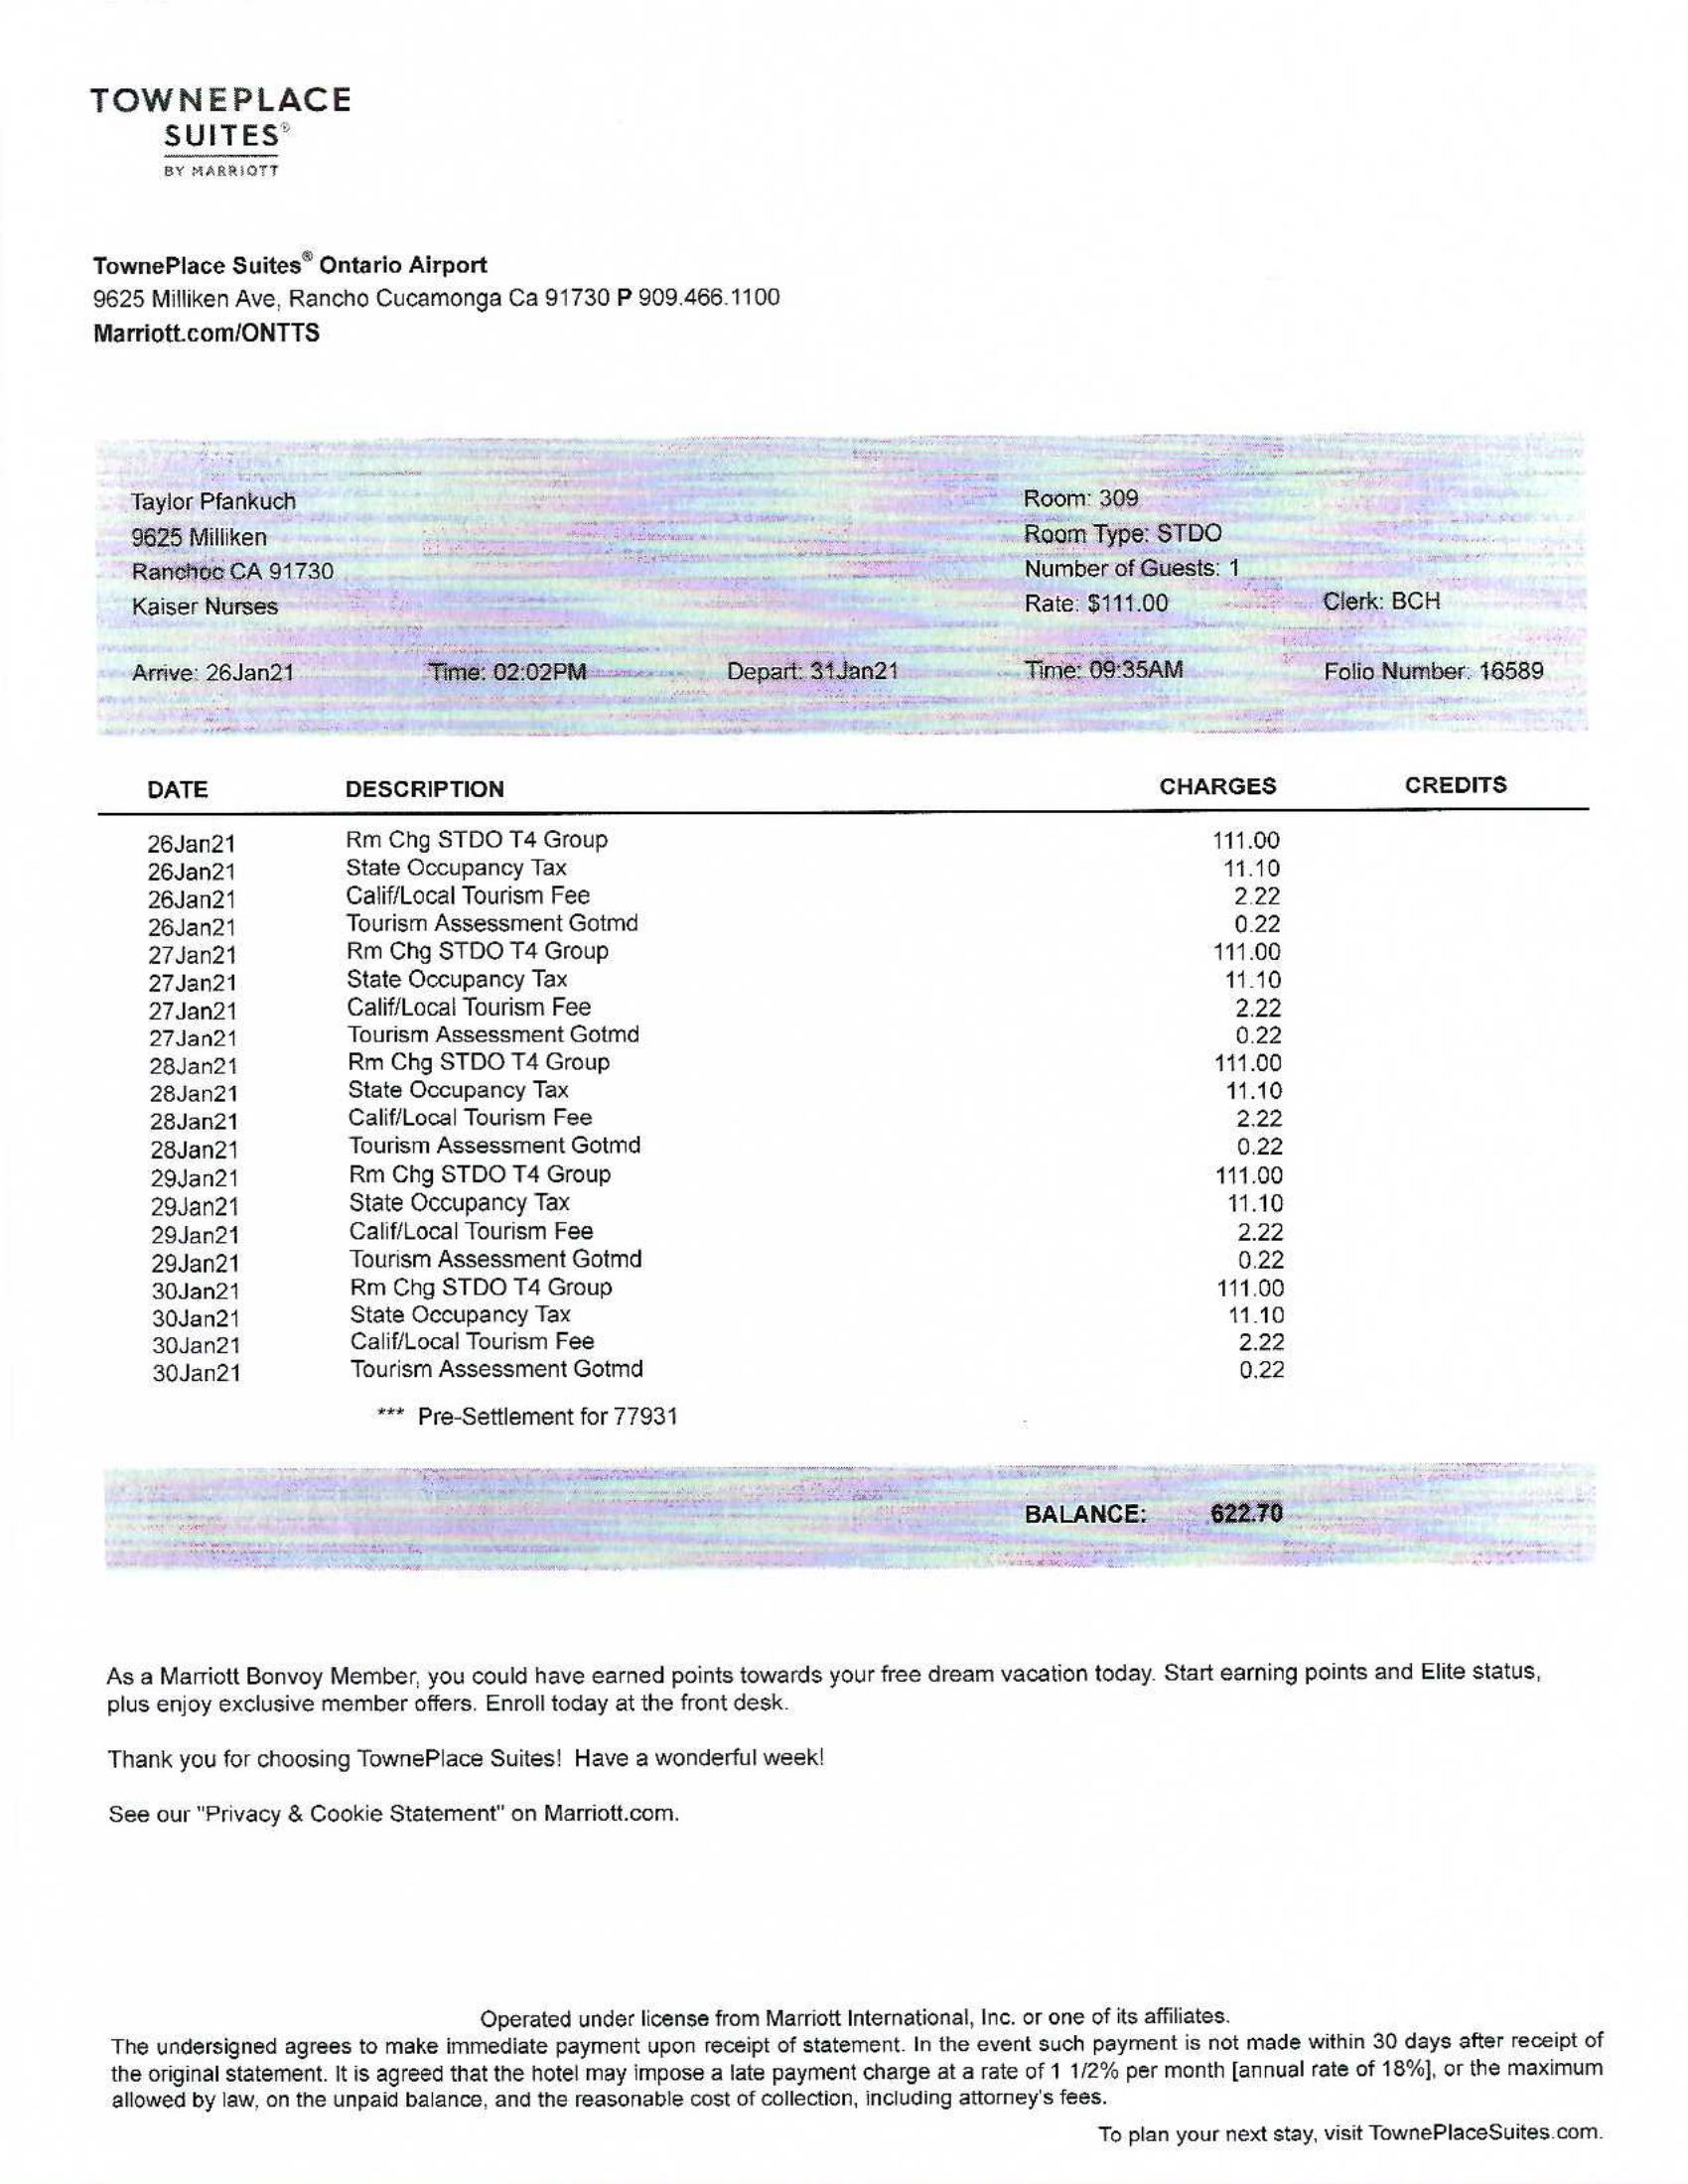 TOWNEPLACE
SUITES®
BY MARRIOTT
TownePlace Suites® Ontario Airport
9625 Milliken Ave, Rancho Cucamonga Ca 91730 P 909.466.1100
Marriott.com/ONTTS
Taylor Pfankuch Room: 309
9625 Milliken Room Type: STDO
Ranchoc CA 91730 Number of Guests: 1
Kaiser Nurses Rate: $111.00 Clerk: BCH
Arrive: 26Jan21 Time: 02:02PM Depart: 31Jan21 Time: 09:35AM Folio Number: 16589
DATE DESCRIPTION CHARGES CREDITS
26Jan21 Rm Chg STDO T4 Group 111.00
26Jan21 State Occupancy Tax 11.10
26Jan21 Calif/Local Tourism Fee 2.22
26Jan21 Tourism Assessment Gotmd 0.22
27Jan21 Rm Chg STDO T4 Group 111.00
27Jan21 State Occupancy Tax 11.10
27Jan21 Calif/Local Tourism Fee 2.22
27Jan21 Tourism Assessment Gotmd 0.22
28Jan21 Rm Chg STDO T4 Group 111.00
28Jan21 State Occupancy Tax 11.10
28Jan21 Calif/Local Tourism Fee 2.22
28Jan21 Tourism Assessment Gotmd 0.22
29Jan21 Rm Chg STDO T4 Group 111.00
29Jan21 State Occupancy Tax 11.10
29Jan21 Calif/Local Tourism Fee 2.22
29Jan21 Tourism Assessment Gotmd 0.22
30Jan21 Rm Chg STDO T4 Group 111.00
30Jan21 State Occupancy Tax 11.10
30Jan21 Calif/Local Tourism Fee 2.22
30Jan21 Tourism Assessment Gotmd 0.22
*** Pre-Settlement for 77931
BALANCE: 622.70
As a Marriott Bonvoy Member, you could have earned points towards your free dream vacation today. Start earning points and Elite status,
plus enjoy exclusive member offers. Enroll today at the front desk.
Thank you for choosing TownePlace Suites! Have a wonderful week!
See our "Privacy & Cookie Statement" on Marriott.com.
Operated under license from Marriott International, Inc. or one of its affiliates.
The undersigned agrees to make immediate payment upon receipt of statement. In the event such payment is not made within 30 days after receipt of
the original statement. It is agreed that the hotel may impose a late payment charge at a rate of 1 1/2% per month [annual rate of 18%], or the maximum
allowed by law, on the unpaid balance, and the reasonable cost of collection, including attorney's fees.
To plan your next stay, visit TownePlaceSuites.com.